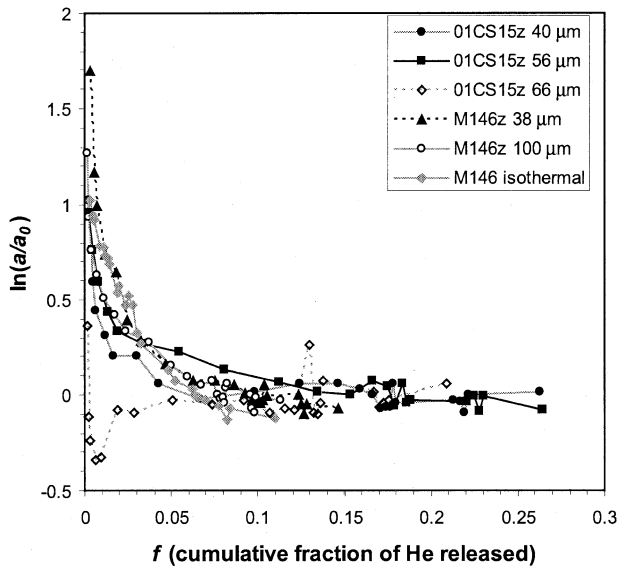 2
1.5
1
0.5
0
-0.5
ln(a/a0)
01CS15z 40 µm
01CS15z 56 µm
01CS15z 66 µm
M146z 38 µm
M146z 100 µm
M146 isothermal
0 0.05 0.1 0.15 0.2 0.25 0.3
f (cumulative fraction of He released)